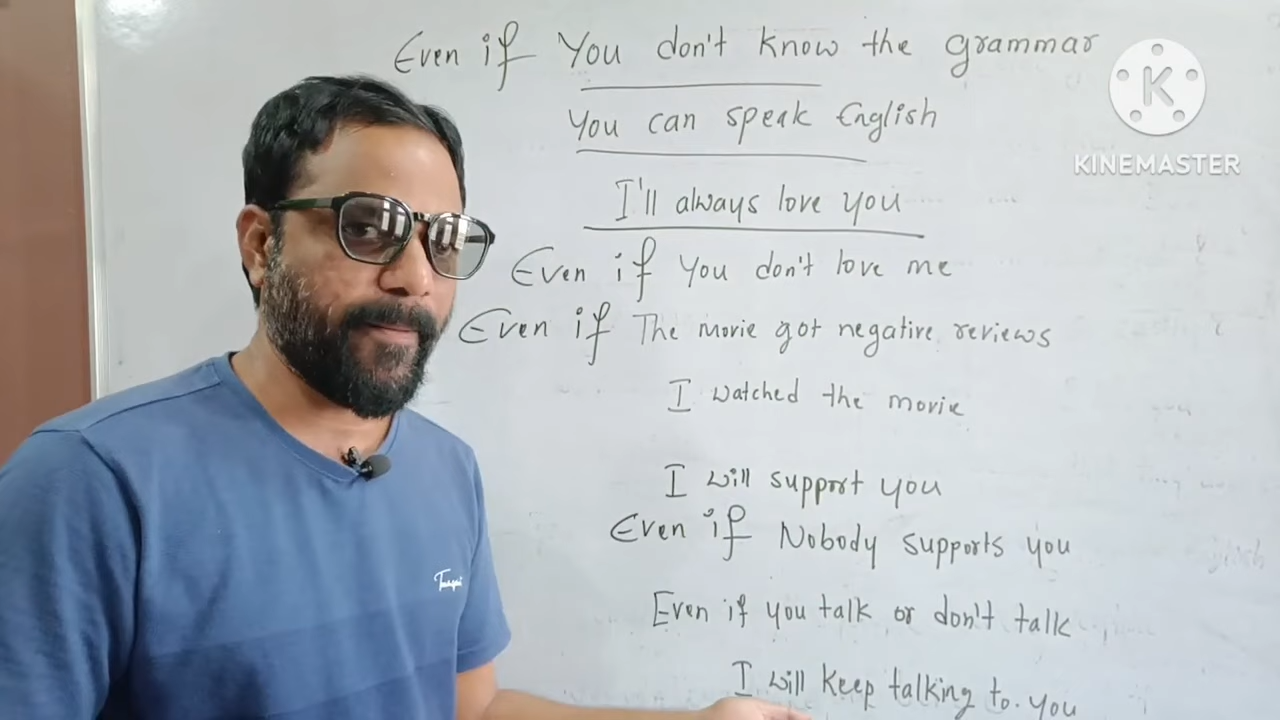 Even if You don't know the grammar
You can speak English
I'll always love you
Even if You don't love me
Even if The movie got negative reviews
I watched the movie
I will support you
Even if Nobody supports you
Even if you talk or don't talk
I will keep talking to. you
KINEMASTER